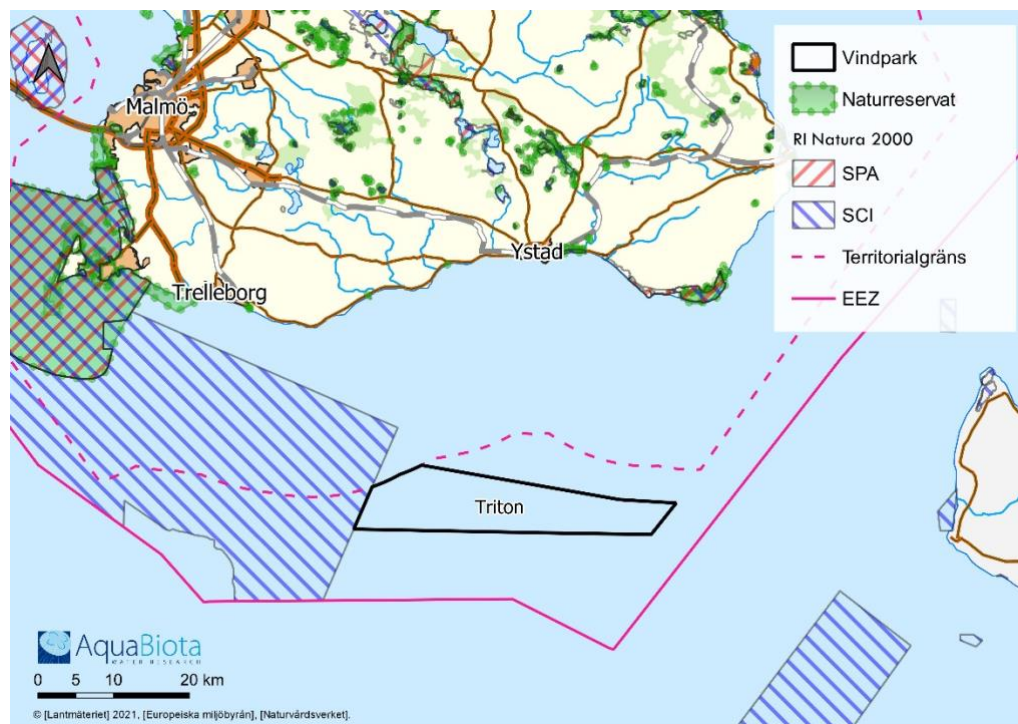 Malmö
Trelleborg
Ystad
Triton
Vindpark
Naturreservat
RI Natura 2000
SPA
SCI
Territorialgräns
EEZ
AquaBiota
WATER RESEARCH
0 5 10 20 km
© [Lantmäteriet] 2021, [Europeiska miljöbyrån], [Naturvårdsverket].